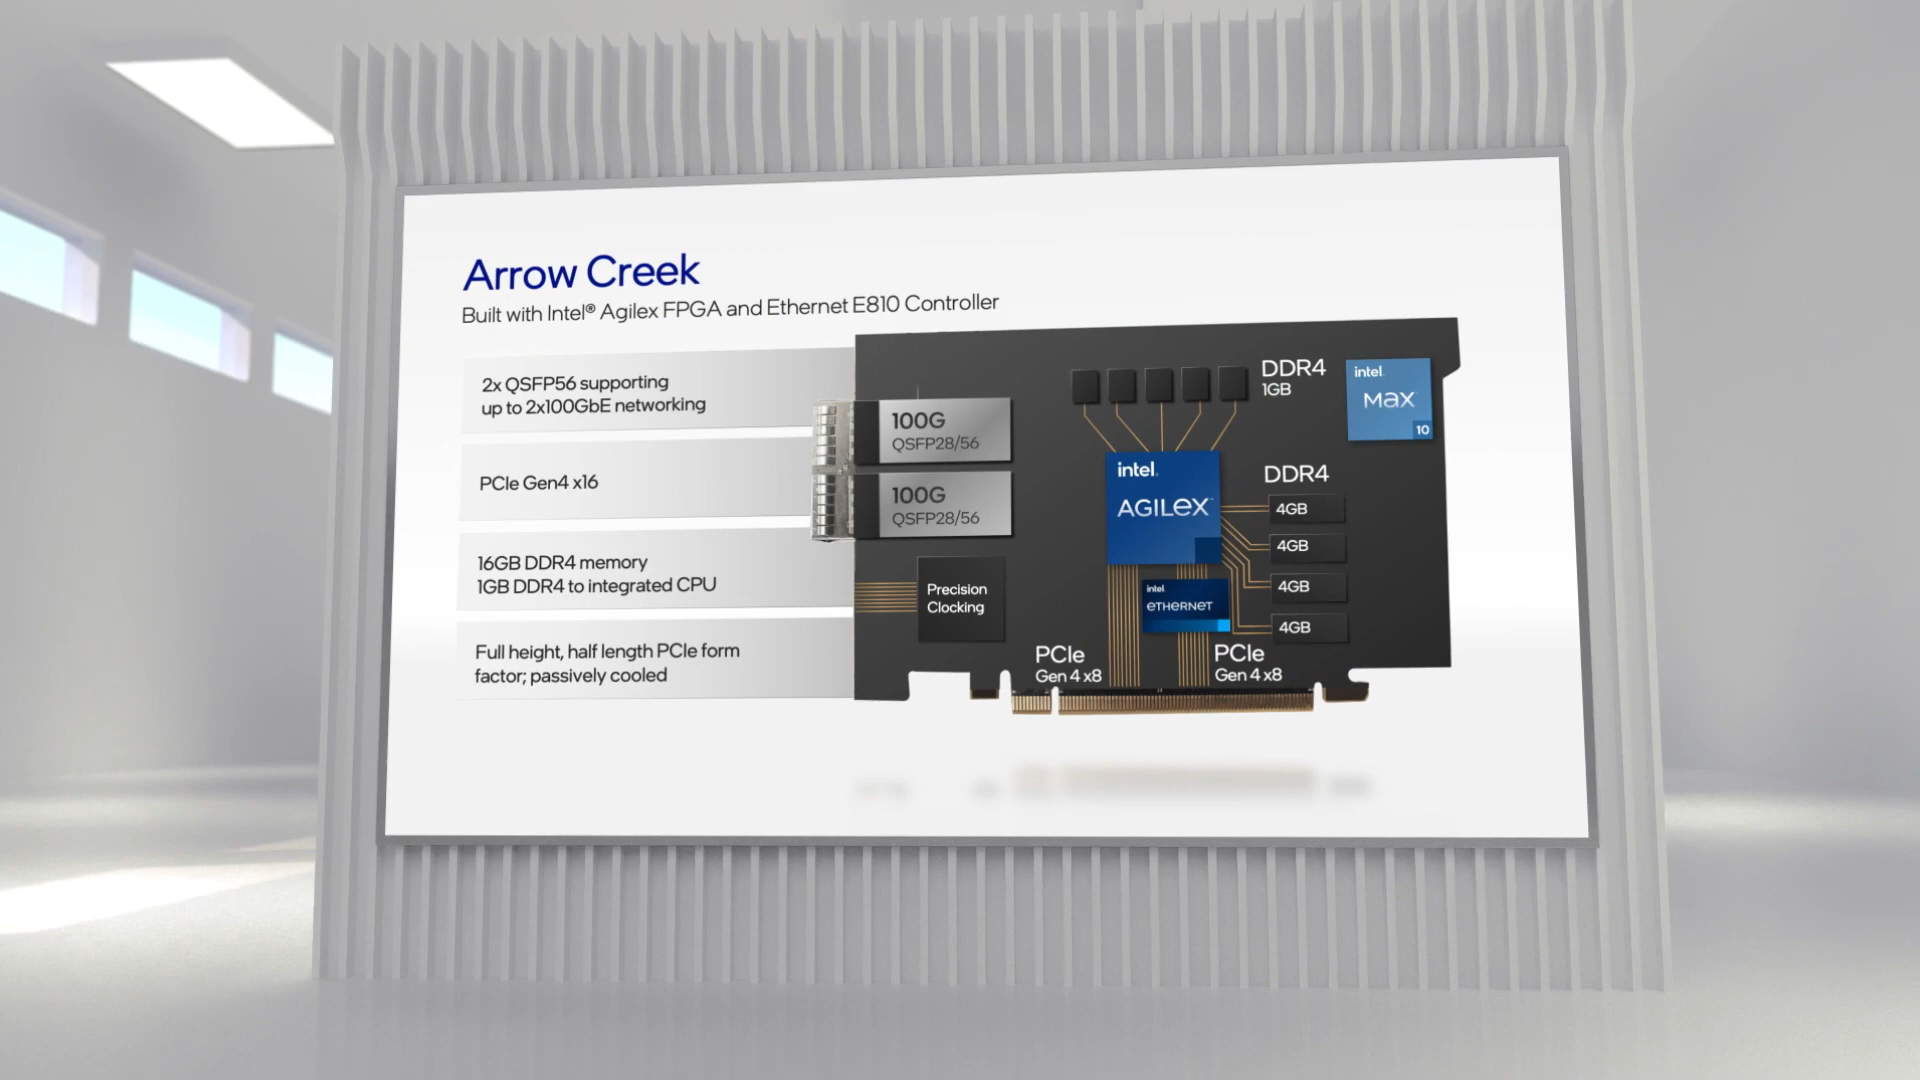 Arrow Creek
Built with Intel® Agilex FPGA and Ethernet E810 Controller
2x QSFP56 supporting
up to 2x100GbE networking
PCIe Gen4 x16
16GB DDR4 memory
1GB DDR4 to integrated CPU
Full height, half length PCIe form
factor; passively cooled
100G
QSFP28/56
100G
QSFP28/56
Precision
Clocking
DDR4
1GB
intel.
MAX
10
intel.
AGILEX™
DDR4
4GB
4GB
4GB
4GB
intel.
ETHERNET
PCIe
Gen 4 x8
PCIe
Gen 4 x8